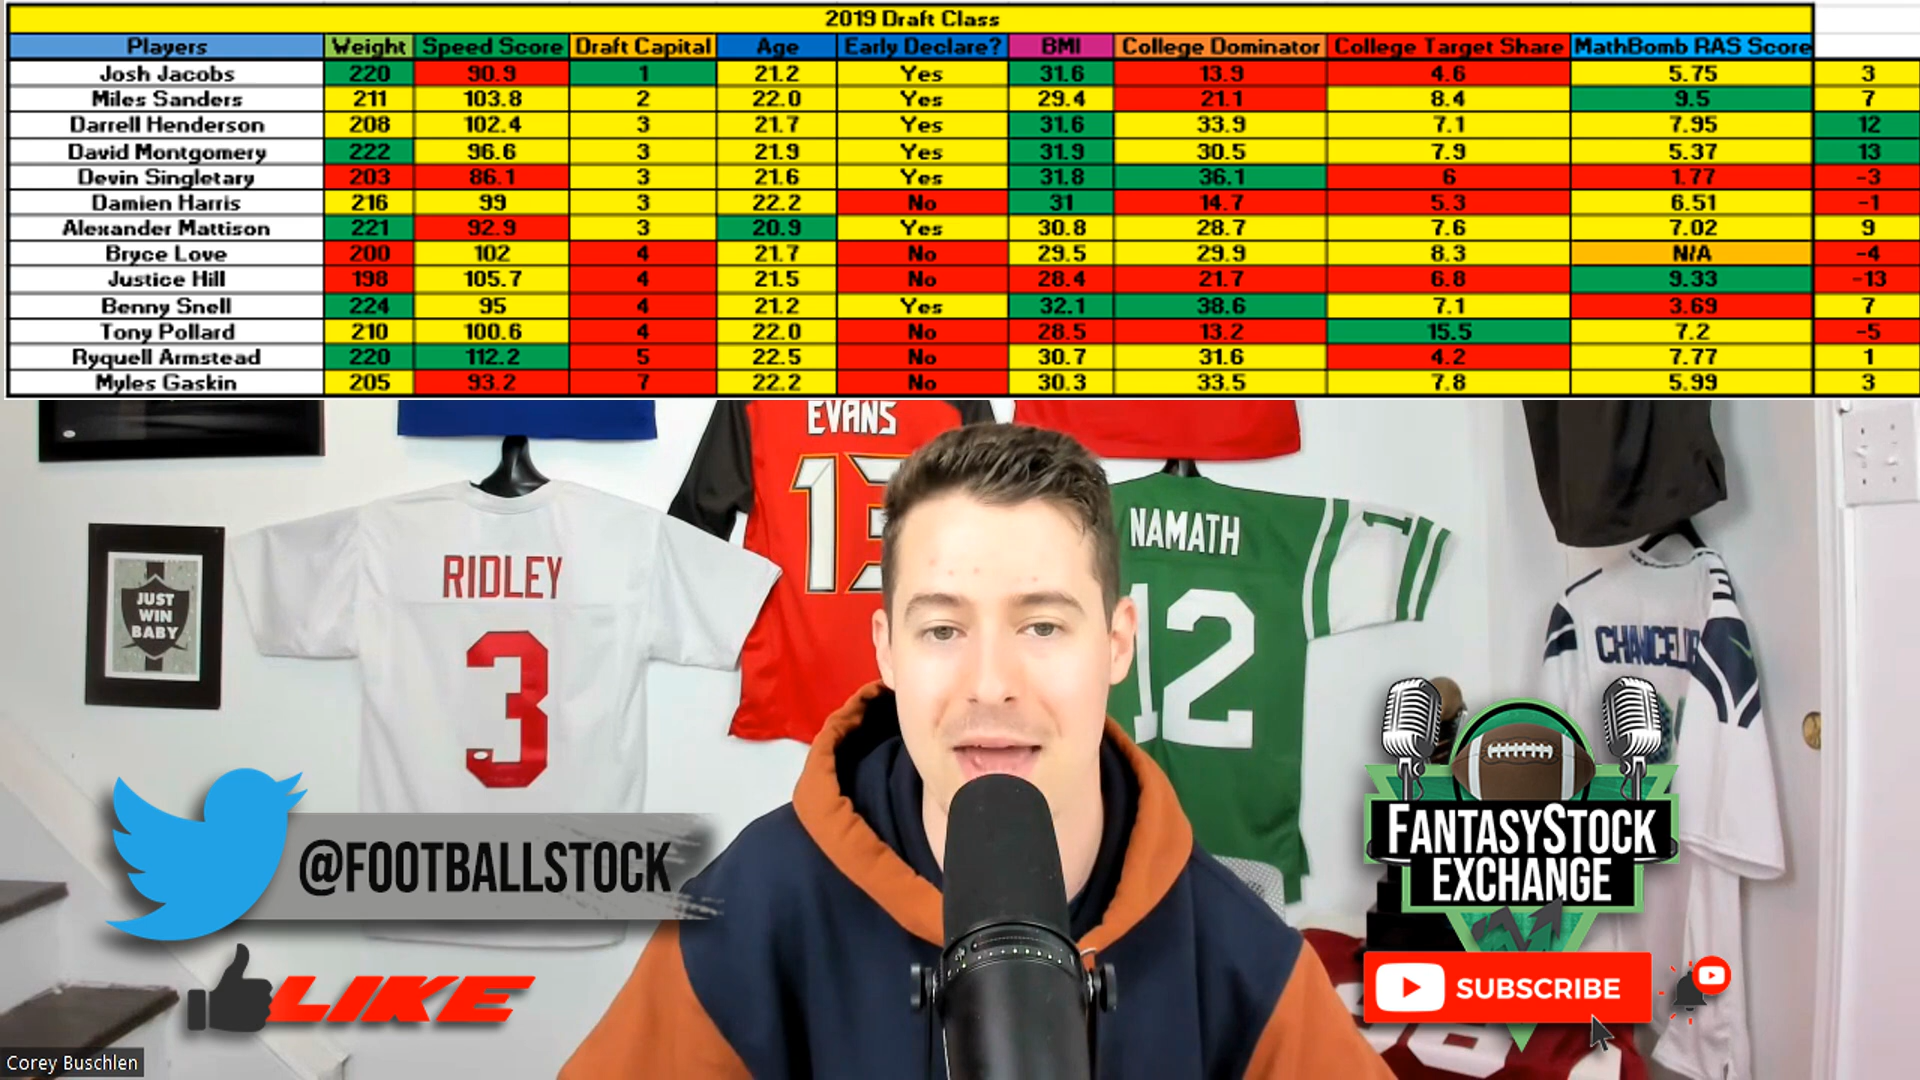 2019 Draft Class
Players Weight Speed Score Draft Capital Age Early Declare? BMI College Dominator College Target Share MathBomb RAS Score
Josh Jacobs 220 90.9 1 21.2 Yes 31.6 13.9 4.6 5.75 3
Miles Sanders 211 103.8 2 22.0 Yes 29.4 21.1 8.4 9.5 7
Darrell Henderson 208 102.4 3 21.7 Yes 31.6 33.9 7.1 7.95 12
David Montgomery 222 96.6 3 21.9 Yes 31.9 30.5 7.9 5.37 13
Devin Singletary 203 86.1 3 21.6 Yes 31.8 36.1 6 1.77 -3
Damien Harris 216 99 3 22.2 No 31 14.7 5.3 6.51 -1
Alexander Mattison 221 92.9 3 20.9 Yes 30.8 28.7 7.6 7.02 9
Bryce Love 200 102 4 21.7 No 29.5 29.9 8.3 N/A -4
Justice Hill 198 105.7 4 21.5 No 28.4 21.7 6.8 9.33 -13
Benny Snell 224 95 4 21.2 Yes 32.1 38.6 7.1 3.69 7
Tony Pollard 210 100.6 4 22.0 No 28.5 13.2 15.5 7.2 -5
Ryquell Armstead 220 112.2 5 22.5 No 30.7 31.6 4.2 7.77 1
Myles Gaskin 205 93.2 7 22.2 No 30.3 33.5 7.8 5.99 3
EVANS
13
NAMATH
12
1
RIDLEY
3
JUST
WIN
BABY
@FOOTBALLSTOCK
LIKE
FANTASYSTOCK
EXCHANGE
SUBSCRIBE
Corey Buschlen